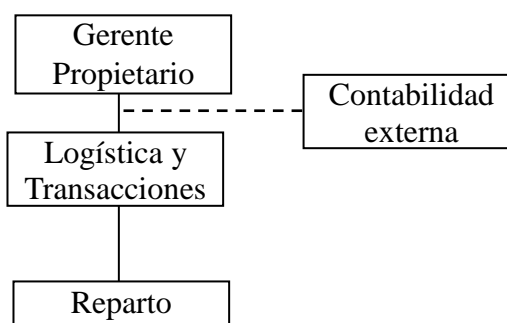 Gerente
Propietario
Contabilidad
externa
Logística y
Transacciones
Reparto